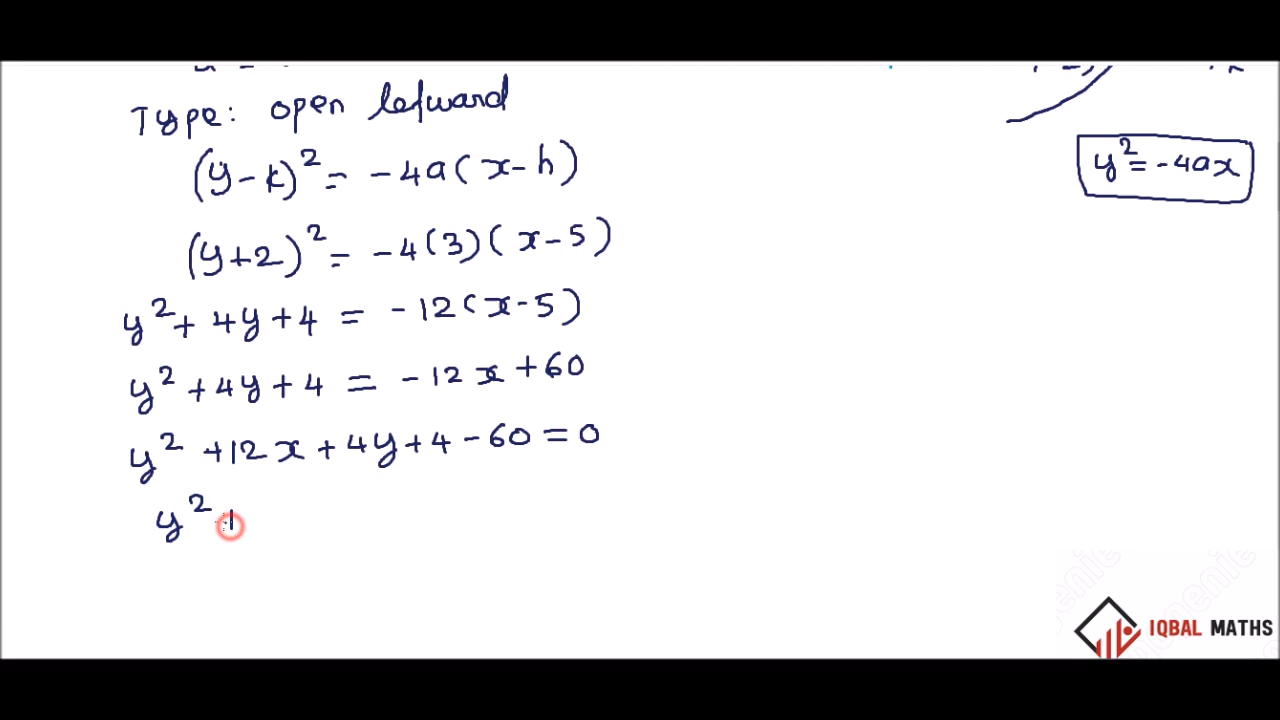 Type: open lefward
(y-k)² = -4a(x-h)
y² = -4ax
(y+2)² = -4(3)(x-5)
y² + 4y + 4 = -12(x-5)
y² + 4y + 4 = -12x + 60
y² + 12x + 4y + 4 - 60 = 0
y²
IQBAL MATHS